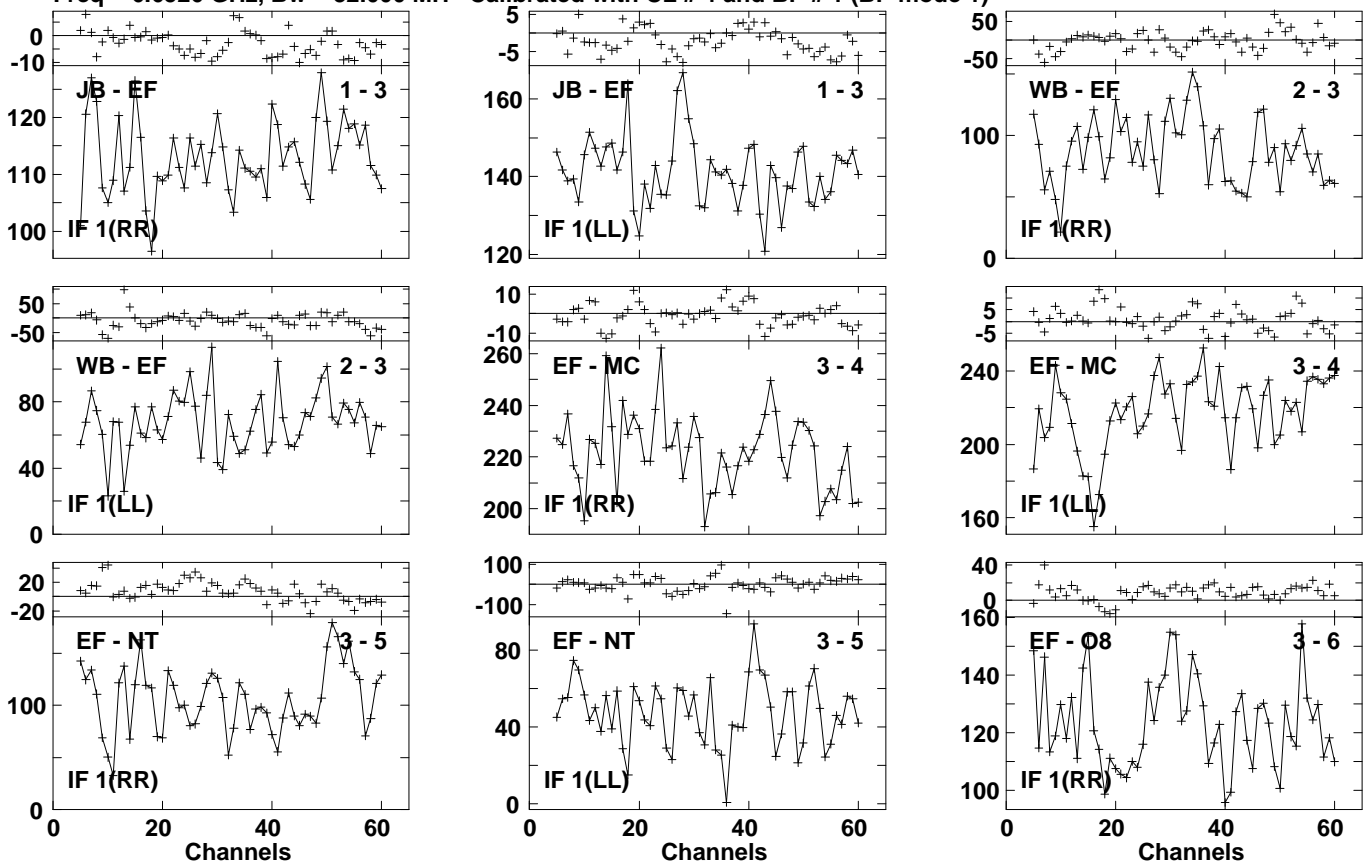 Freq GHz, Bw Calibrated with and BP mode
0
-10
JB - EF 1 - 3
120
110
100
IF 1(RR)
5
-5
JB - EF 1 - 3
160
140
120
IF 1(LL)
50
-50
WB - EF 2 - 3
100
0
IF 1(RR)
50
-50
WB - EF 2 - 3
80
40
0
IF 1(LL)
10
-10
EF - MC 3 - 4
260
240
220
200
IF 1(RR)
5
-5
EF - MC 3 - 4
240
200
160
IF 1(LL)
20
-20
EF - NT 3 - 5
100
0
IF 1(RR)
100
-100
EF - NT 3 - 5
80
40
0
IF 1(LL)
40
0
EF - O8 3 - 6
160
140
120
100
IF 1(RR)
0 20 40 60
Channels
0 20 40 60
Channels
0 20 40 60
Channels